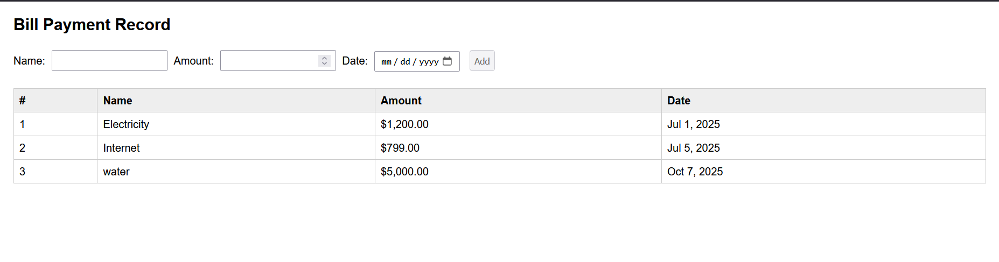 Bill Payment Record
Name: Amount: Date: mm / dd / yyyy Add
# Name Amount Date
1 Electricity $1,200.00 Jul 1, 2025
2 Internet $799.00 Jul 5, 2025
3 water $5,000.00 Oct 7, 2025